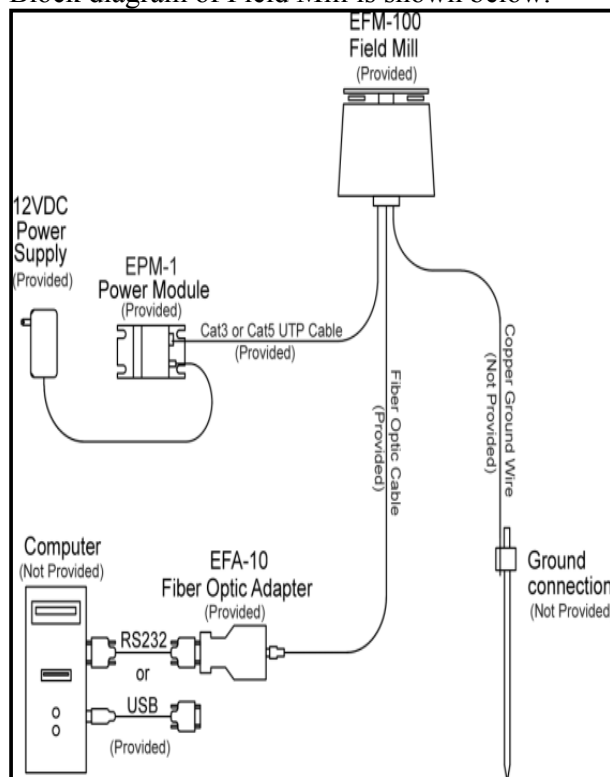 Block diagram of Field Mill is shown below.
EFM-100
Field Mill
(Provided)
12VDC
Power
Supply
(Provided)
EPM-1
Power Module
(Provided)
Cat3 or Cat5 UTP Cable
(Provided)
Copper Ground Wire
(Not Provided)
Fiber Optic Cable
(Provided)
Computer
(Not Provided)
EFA-10
Fiber Optic Adapter
(Provided)
Ground
connection
(Not Provided
RS232
or
USB
(Provided)